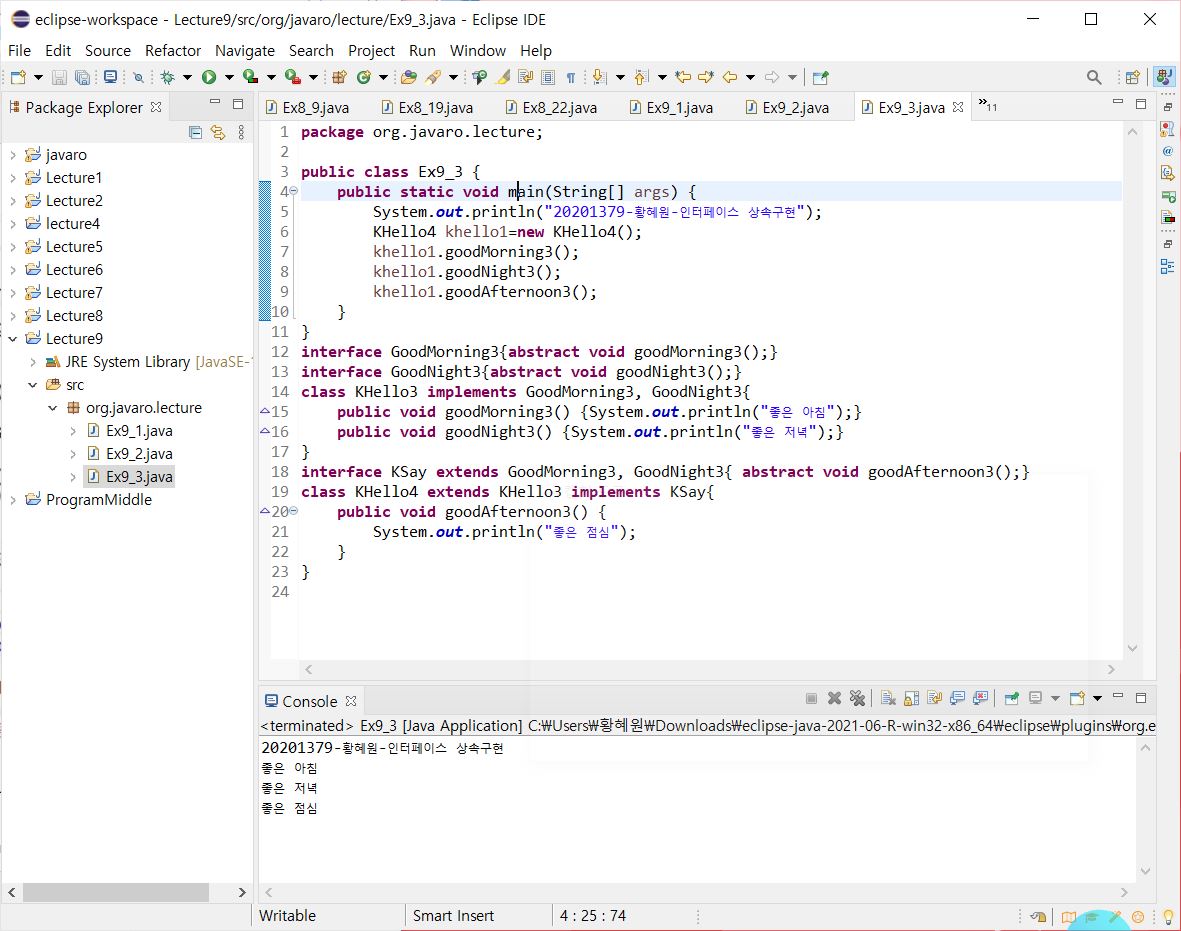 eclipse-workspace - Lecture9/src/org/javaro/lecture/Ex9_3.java - Eclipse IDE
File Edit Source Refactor Navigate Search Project Run Window Help
Package Explorer
javaro
Lecture1
Lecture2
lecture4
Lecture5
Lecture6
Lecture7
Lecture8
Lecture9
JRE System Library [JavaSE-
src
org.javaro.lecture
Ex9_1.java
Ex9_2.java
Ex9_3.java
ProgramMiddle
Ex8_9.java Ex8_19.java Ex8_22.java Ex9_1.java Ex9_2.java Ex9_3.java »11
1 package org.javaro.lecture;
2
3 public class Ex9_3 {
4 public static void main(String[] args) {
5 System.out.println("20201379-황혜원-인터페이스 상속구현");
6 KHello4 khello1=new KHello4();
7 khello1.goodMorning3();
8 khello1.goodNight3();
9 khello1.goodAfternoon3();
10 }
11 }
12 interface GoodMorning3{abstract void goodMorning3();}
13 interface GoodNight3{abstract void goodNight3();}
14 class KHello3 implements GoodMorning3, GoodNight3{
15 public void goodMorning3() {System.out.println("좋은 아침");}
16 public void goodNight3() {System.out.println("좋은 저녁");}
17 }
18 interface KSay extends GoodMorning3, GoodNight3{ abstract void goodAfternoon3();}
19 class KHello4 extends KHello3 implements KSay{
20 public void goodAfternoon3() {
21 System.out.println("좋은 점심");
22 }
23 }
24
Console
<terminated> Ex9_3 [Java Application] C:₩Users₩황혜원₩Downloads₩eclipse-java-2021-06-R-win32-x86_64₩eclipse₩plugins₩org.e
20201379-황혜원-인터페이스 상속구현
좋은 아침
좋은 저녁
좋은 점심
Writable Smart Insert 4 : 25 : 74